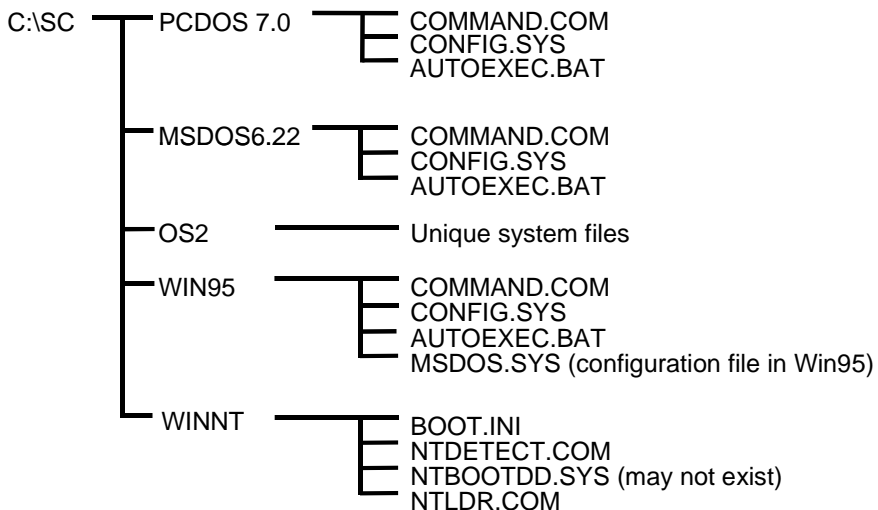 C:\SC PCDOS 7.0 COMMAND.COM
CONFIG.SYS
AUTOEXEC.BAT
MSDOS6.22 COMMAND.COM
CONFIG.SYS
AUTOEXEC.BAT
OS2 Unique system files
WIN95 COMMAND.COM
CONFIG.SYS
AUTOEXEC.BAT
MSDOS.SYS (configuration file in Win95)
WINNT BOOT.INI
NTDETECT.COM
NTBOOTDD.SYS (may not exist)
NTLDR.COM